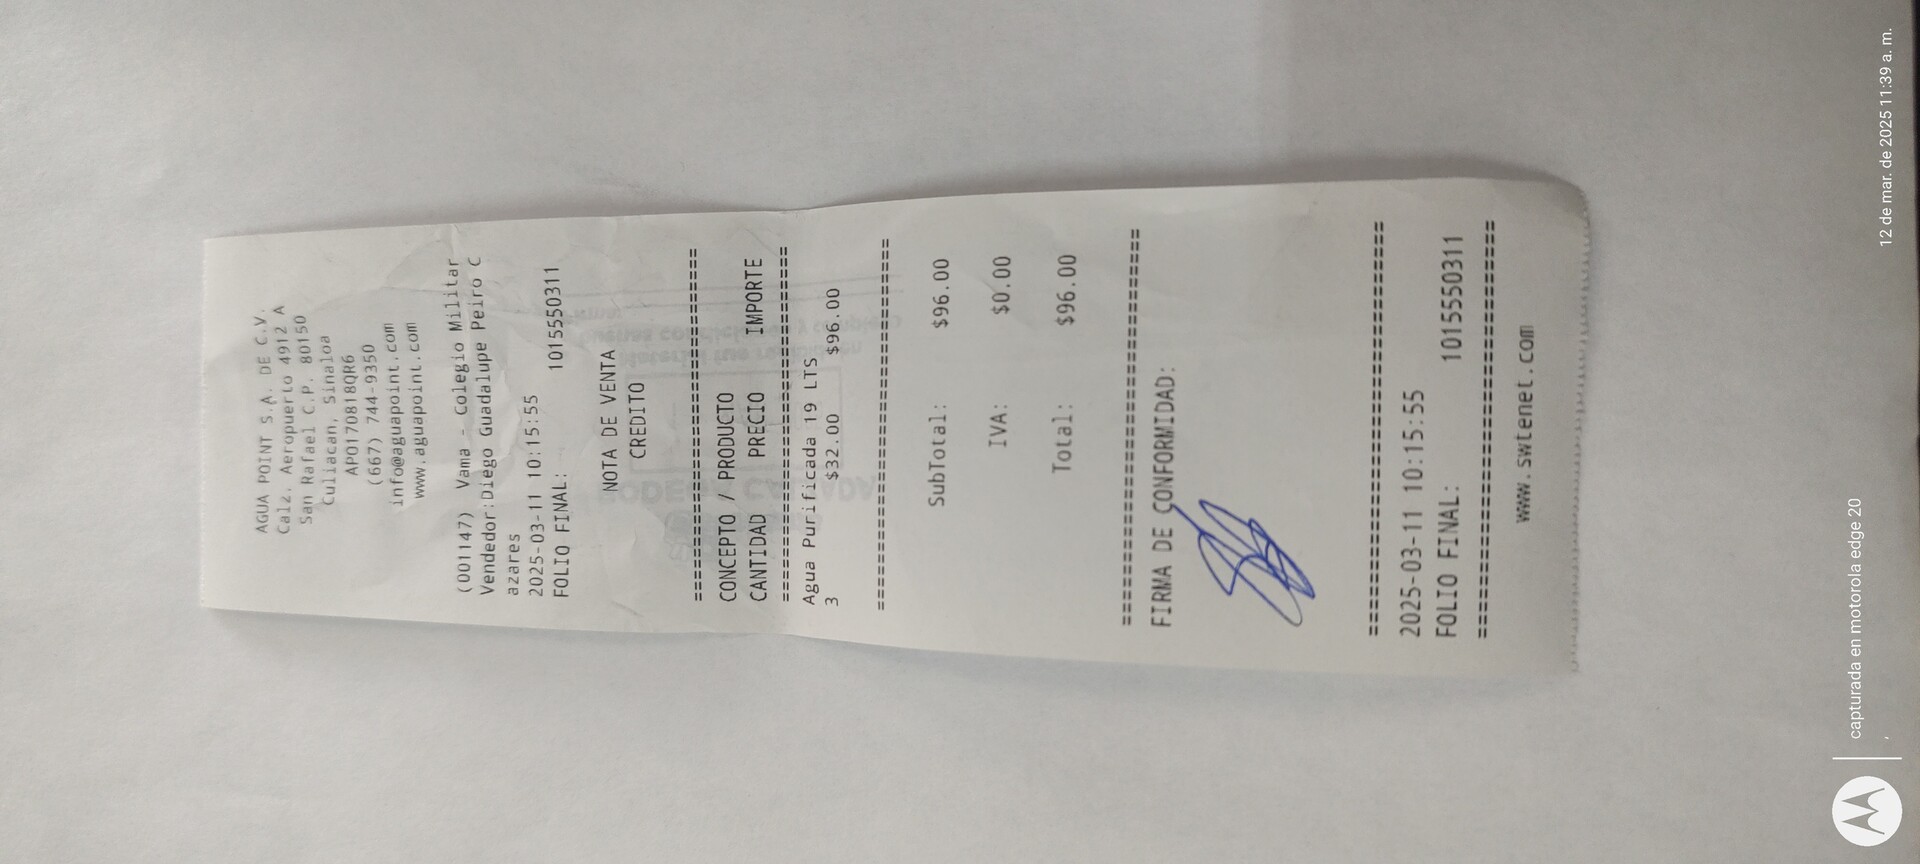 AGUA POINT S.A. DE C.V.
Calz. Aeropuerto 4912 A
San Rafael C.P. 80150
Culiacan, Sinaloa
APO170818QR6
(667) 744-9350
info@aguapoint.com
www.aguapoint.com
(001147) Vama - Colegio Militar
Vendedor:Diego Guadalupe Peiro C
azares
2025-03-11 10:15:55
FOLIO FINAL: 1015550311
NOTA DE VENTA
CREDITO
================================
CONCEPTO / PRODUCTO
CANTIDAD PRECIO IMPORTE
================================
Agua Purificada 19 LTS
3 $32.00 $96.00
================================
SubTotal: $96.00
IVA: $0.00
Total: $96.00
================================
FIRMA DE CONFORMIDAD:
================================
2025-03-11 10:15:55
FOLIO FINAL: 1015550311
================================
www.swtenet.com
capturada en motorola edge 20
12 de mar. de 2025 11:39 a. m.